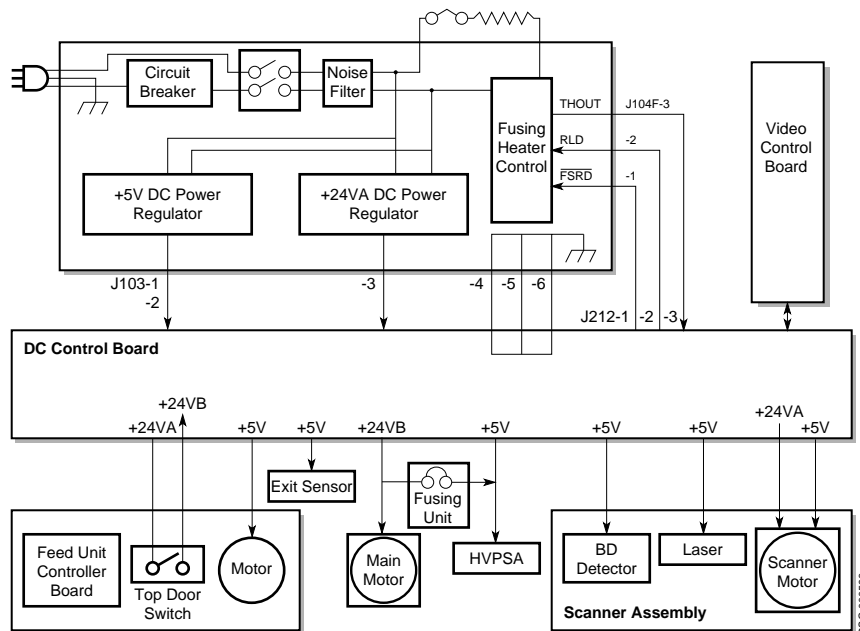 Circuit
Breaker
Noise
Filter
Fusing
Heater
Control
THOUT
J104F-3
RLD
-2
FSRD
-1
Video
Control
Board
+5V DC Power
Regulator
+24VA DC Power
Regulator
J103-1
-2
-3
-4
-5
-6
J212-1
-2
-3
DC Control Board
+24VB
+24VA
+5V
+5V
+24VB
+5V
+5V
+5V
+24VA
+5V
Exit Sensor
Fusing
Unit
Feed Unit
Controller
Board
Top Door
Switch
Motor
Main
Motor
HVPSA
BD
Detector
Laser
Scanner
Motor
Scanner Assembly